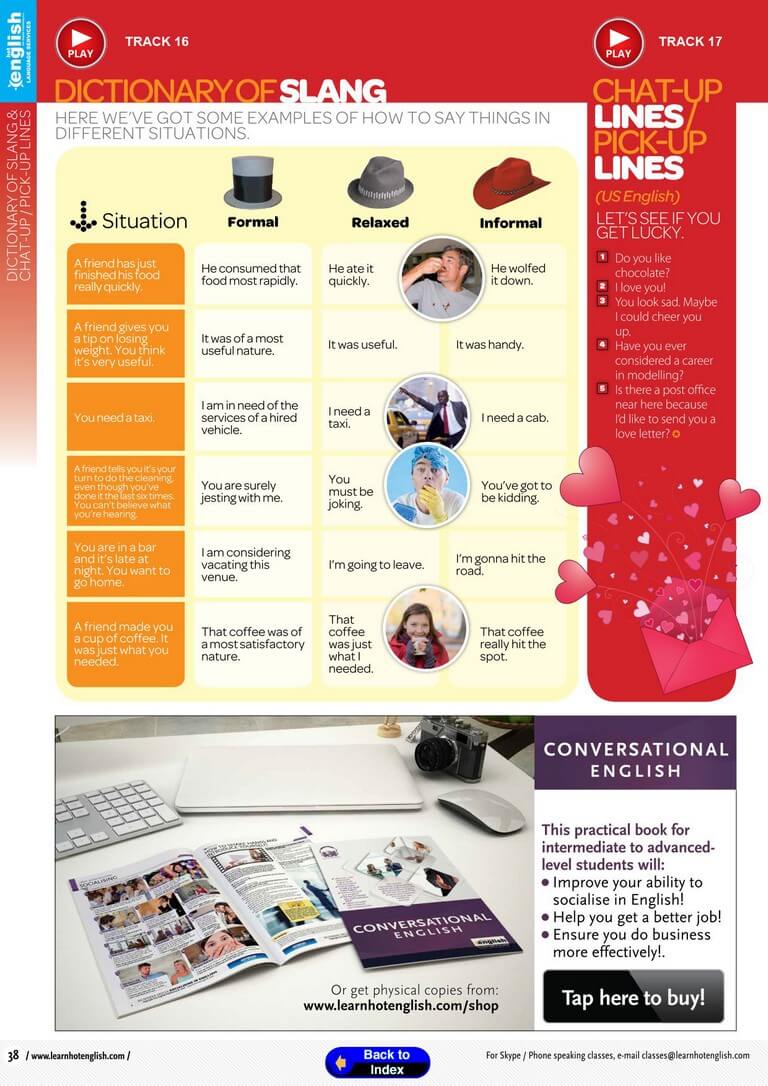 hot
english
LANGUAGE SERVICES
DICTIONARY OF SLANG &
CHAT-UP / PICK-UP LINES
PLAY
TRACK 16
DICTIONARY OF SLANG
HERE WE'VE GOT SOME EXAMPLES OF HOW TO SAY THINGS IN
DIFFERENT SITUATIONS.
Situation
Formal
Relaxed
Informal
A friend has just
finished his food
really quickly.
He consumed that
food most rapidly.
He ate it
quickly.
He wolfed
it down.
A friend gives you
a tip on losing
weight. You think
it's very useful.
It was of a most
useful nature.
It was useful.
It was handy.
You need a taxi.
I am in need of the
services of a hired
vehicle.
I need a
taxi.
I need a cab.
A friend tells you it's your
turn to do the cleaning,
even though you've
done it the last six times.
You can't believe what
you're hearing.
You are surely
jesting with me.
You
must be
joking.
You've got to
be kidding.
You are in a bar
and it's late at
night. You want to
go home.
I am considering
vacating this
venue.
I'm going to leave.
I'm gonna hit the
road.
A friend made you
a cup of coffee. It
was just what you
needed.
That coffee was of
a most satisfactory
nature.
That
coffee
was just
what I
needed.
That coffee
really hit the
spot.
PLAY
TRACK 17
CHAT-UP
LINES /
PICK-UP
LINES
(US English)
LET'S SEE IF YOU
GET LUCKY.
1 Do you like
chocolate?
2 I love you!
3 You look sad. Maybe
I could cheer you
up.
4 Have you ever
considered a career
in modelling?
5 Is there a post office
near here because
I'd like to send you a
love letter?
SOCIALISING
HOW TO SHAKE HANDS AND
INTRODUCE YOURSELF!
CONVERSATIONAL
ENGLISH
english
Or get physical copies from:
www.learnhotenglish.com/shop
CONVERSATIONAL
ENGLISH
This practical book for
intermediate to advanced-
level students will:
● Improve your ability to
socialise in English!
● Help you get a better job!
● Ensure you do business
more effectively!.
Tap here to buy!
38 / www.learnhotenglish.com /
Back to
Index
For Skype / Phone speaking classes, e-mail classes@learnhotenglish.com